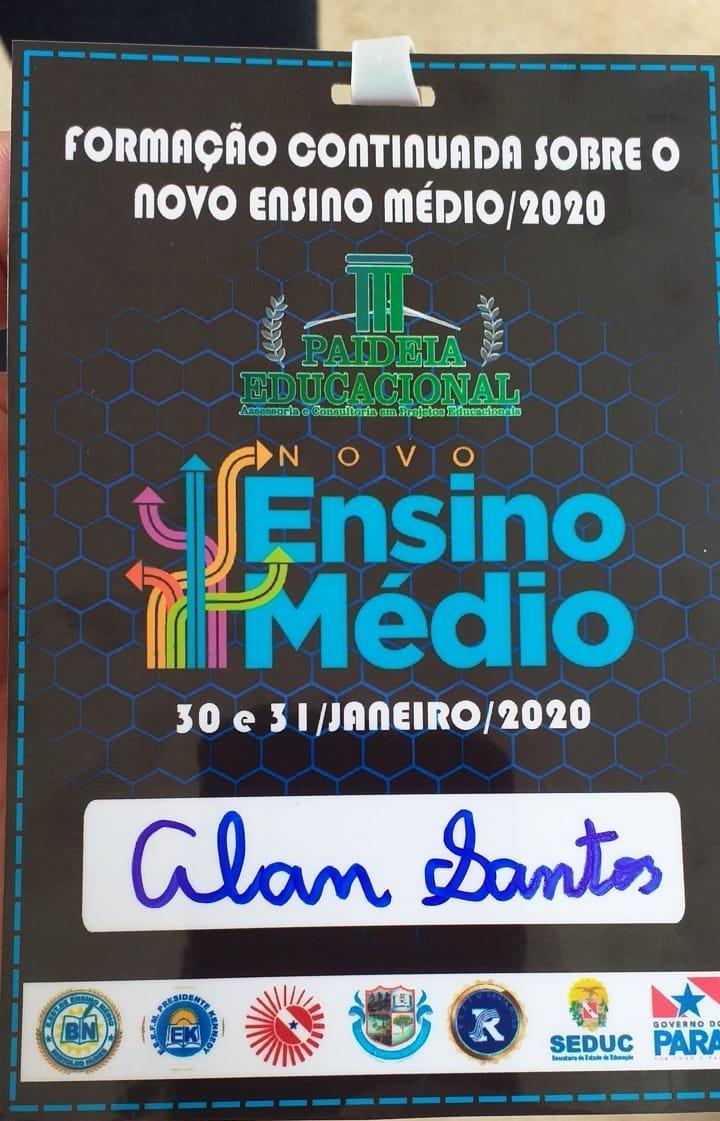 FORMAÇÃO CONTINUADA SOBRE O
NOVO ENSINO MÉDIO/2020
PAIDEIA
EDUCACIONAL
Assessoria e Consultoria em Projetos Educacionais
NOVO
Ensino
Médio
30 e 31/JANEIRO/2020
Alan Santos
BN
PRESIDENTE KENNEDY
EK
SEDUC
Secretaria de Estado de Educação
GOVERNO DO
PARÁ